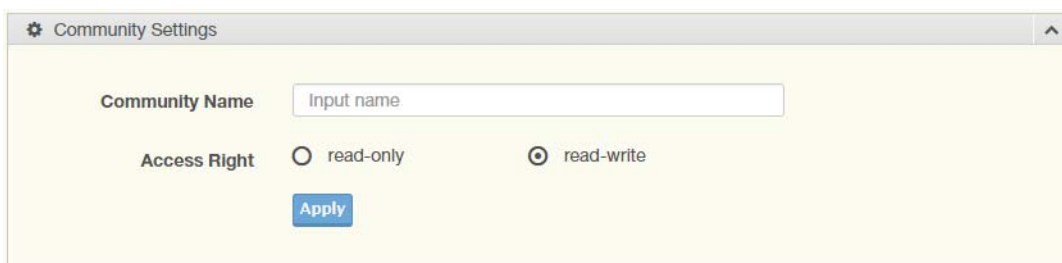 Community Settings
Community Name Input name
Access Right read-only read-write
Apply